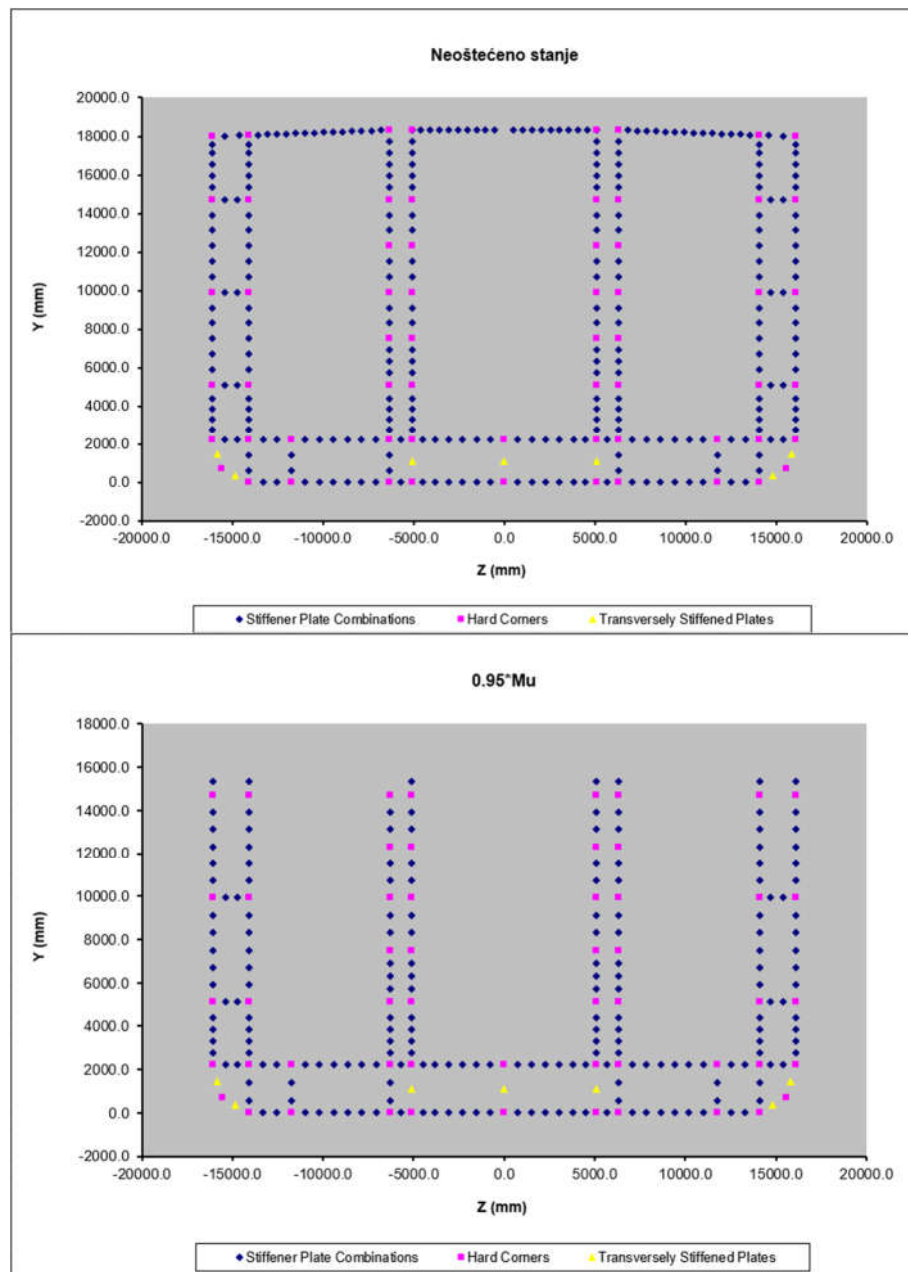 Neoštećeno stanje
20000.0
18000.0
16000.0
14000.0
12000.0
10000.0
8000.0
6000.0
4000.0
2000.0
0.0
-2000.0
Y (mm)
-20000.0 -15000.0 -10000.0 -5000.0 0.0 5000.0 10000.0 15000.0 20000.0
Z (mm)
Stiffener Plate Combinations Hard Corners Transversely Stiffened Plates
0.95*Mu
18000.0
16000.0
14000.0
12000.0
10000.0
8000.0
6000.0
4000.0
2000.0
0.0
-2000.0
Y (mm)
-20000.0 -15000.0 -10000.0 -5000.0 0.0 5000.0 10000.0 15000.0 20000.0
Z (mm)
Stiffener Plate Combinations Hard Corners Transversely Stiffened Plates